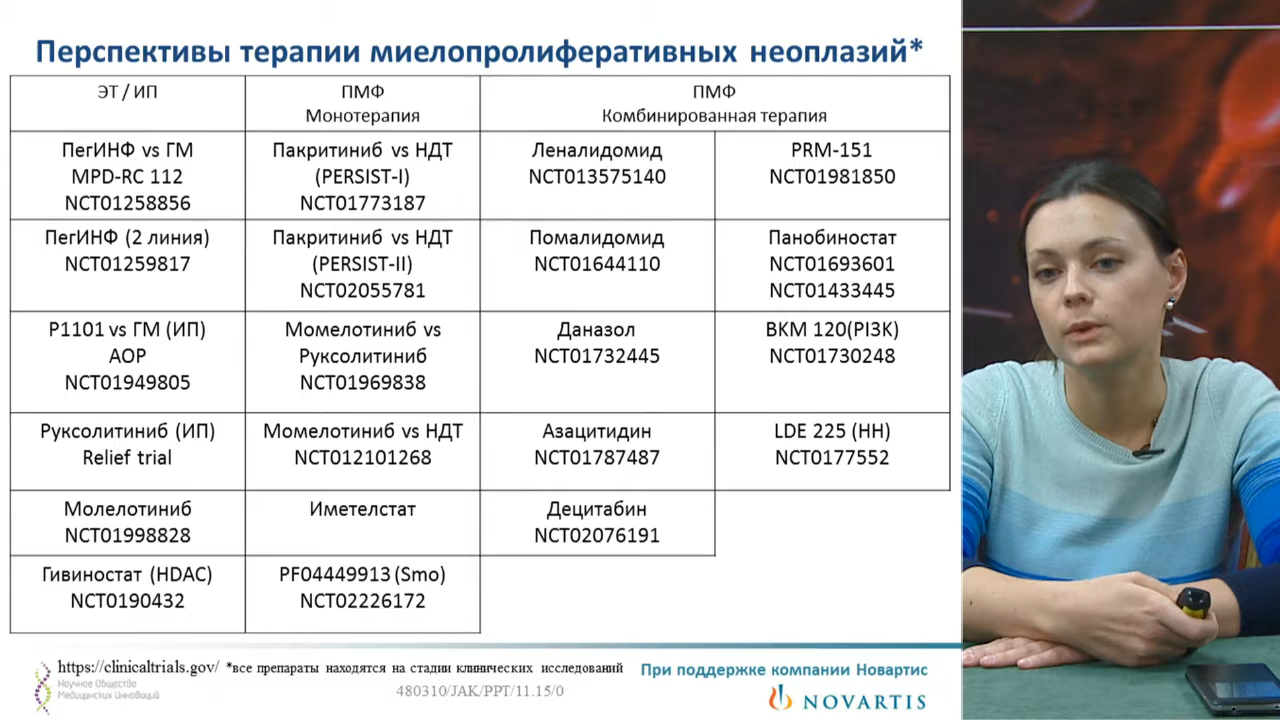 Перспективы терапии миелопролиферативных неоплазий*
ЭТ / ИП
ПМФ
Монотерапия
ПМФ
Комбинированная терапия
ПегИНФ vs ГМ
MPD-RC 112
NCT01258856
Пакритиниб vs НДТ
(PERSIST-I)
NCT01773187
Леналидомид
NCT013575140
PRM-151
NCT01981850
ПегИНФ (2 линия)
NCT01259817
Пакритиниб vs НДТ
(PERSIST-II)
NCT02055781
Помалидомид
NCT01644110
Панобиностат
NCT01693601
NCT01433445
P1101 vs ГМ (ИП)
АОР
NCT01949805
Момелотиниб vs
Руксолитиниб
NCT01969838
Даназол
NCT01732445
BKM 120(PI3K)
NCT01730248
Руксолитиниб (ИП)
Relief trial
Момелотиниб vs НДТ
NCT012101268
Азацитидин
NCT01787487
LDE 225 (HH)
NCT0177552
Молелотиниб
NCT01998828
Иметелстат
Децитабин
NCT02076191
Гивиностат (HDAC)
NCT0190432
PF04449913 (Smo)
NCT02226172
https://clinicaltrials.gov/ *все препараты находятся на стадии клинических исследований
При поддержке компании Новартис
Научное Общество
Медицинских Инноваций
480310/JAK/PPT/11.15/0
NOVARTIS